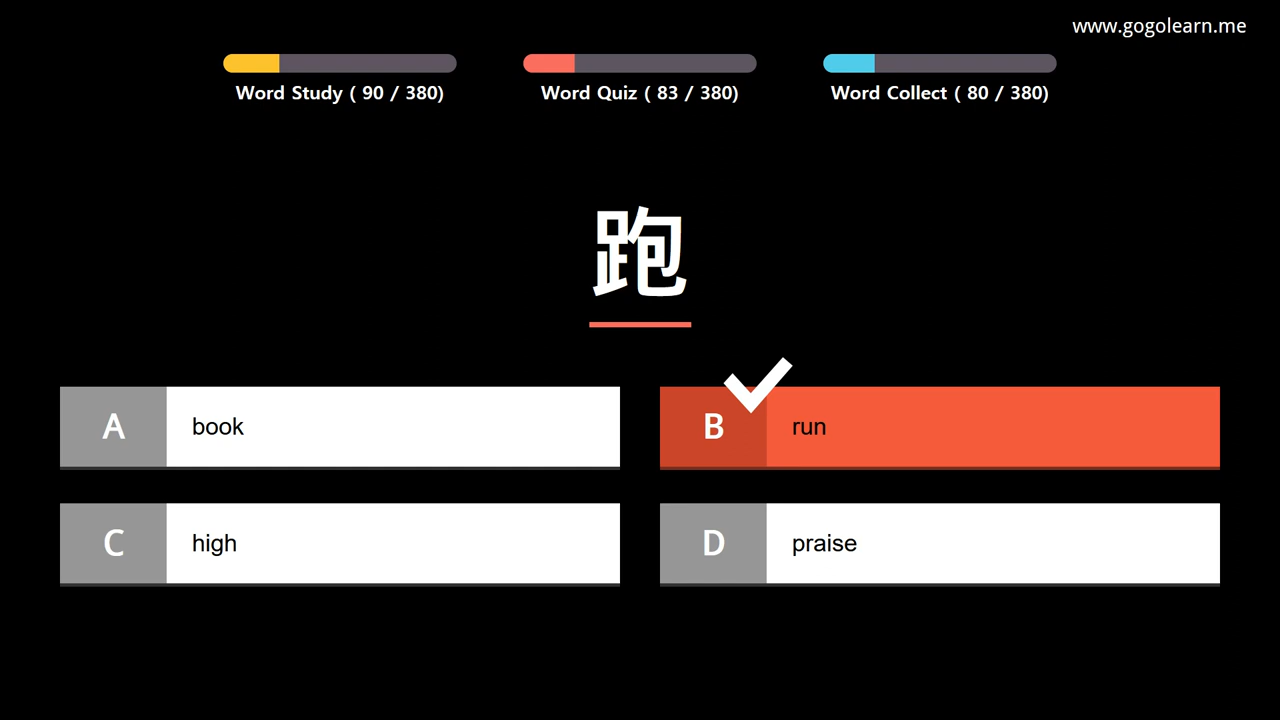 www.gogolearn.me
Word Study ( 90 / 380)
Word Quiz ( 83 / 380)
Word Collect ( 80 / 380)
跑
A book
B run
C high
D praise